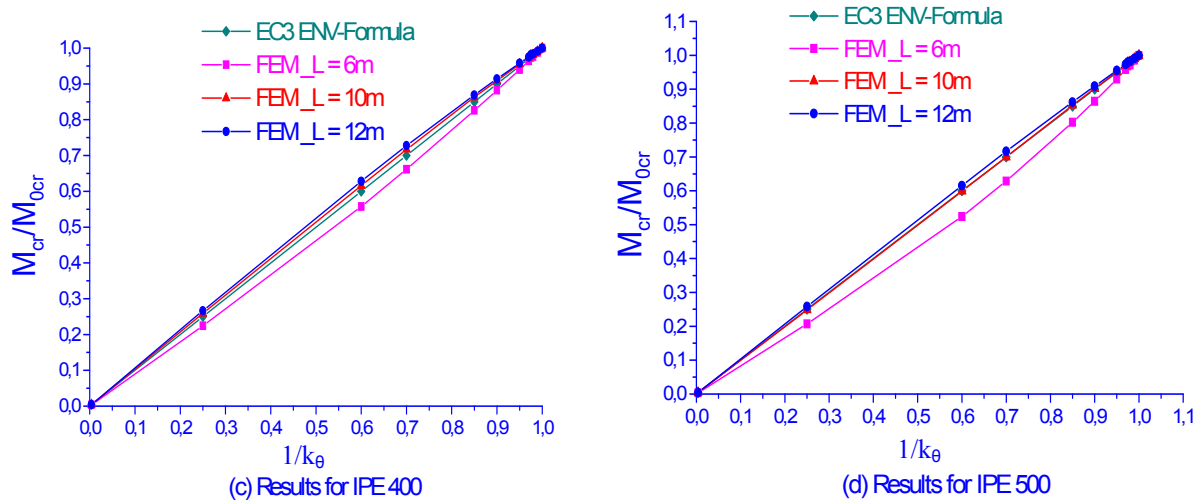 EC3 ENV-Formula
FEM_L = 6m
FEM_L = 10m
FEM_L = 12m
1,0
0,9
0,8
0,7
0,6
0,5
0,4
0,3
0,2
0,1
0,0
Mcr/M0cr
0,0 0,1 0,2 0,3 0,4 0,5 0,6 0,7 0,8 0,9 1,0
1/kθ
(c) Results for IPE 400
EC3 ENV-Formula
FEM_L = 6m
FEM_L = 10m
FEM_L = 12m
1,0
0,9
0,8
0,7
0,6
0,5
0,4
0,3
0,2
0,1
0,0
Mcr/M0cr
0,0 0,1 0,2 0,3 0,4 0,5 0,6 0,7 0,8 0,9 1,0 1,1
1/kθ
(d) Results for IPE 500